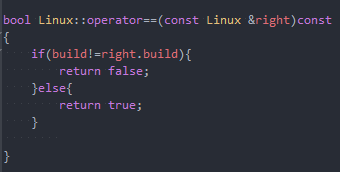 bool Linux::operator==(const Linux &right)const
{
    if(build!=right.build){
        return false;
    }else{
        return true;
    }
}